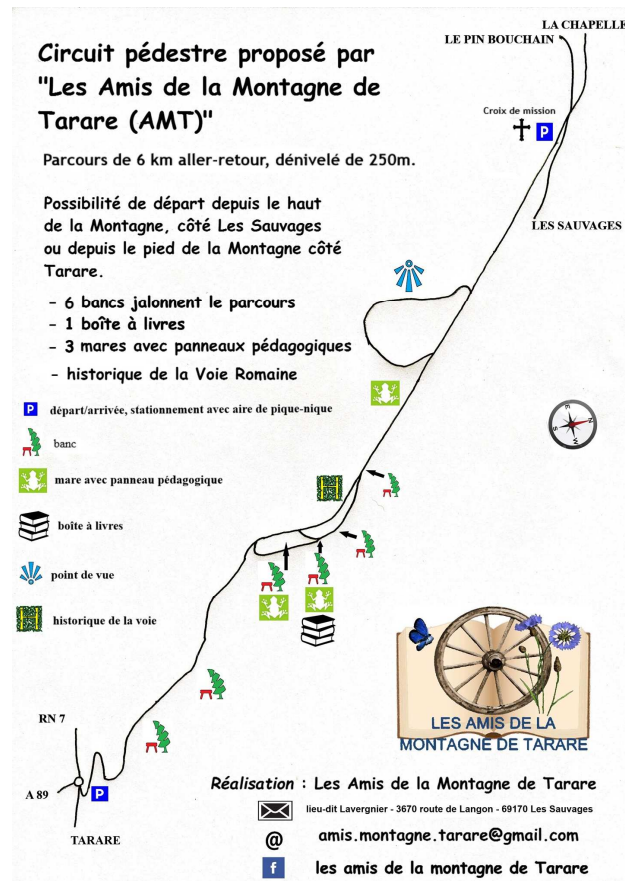 LA CHAPELLE
LE PIN BOUCHAIN
Circuit pédestre proposé par
"Les Amis de la Montagne de
Tarare (AMT)"
Croix de mission
P
Parcours de 6 km aller-retour, dénivelé de 250m.
Possibilité de départ depuis le haut
de la Montagne, côté Les Sauvages
ou depuis le pied de la Montagne côté
Tarare.
LES SAUVAGES
- 6 bancs jalonnent le parcours
- 1 boîte à livres
- 3 mares avec panneaux pédagogiques
- historique de la Voie Romaine
P départ/arrivée, stationnement avec aire de pique-nique
banc
mare avec panneau pédagogique
boîte à livres
point de vue
H historique de la voie
H
E
N
S
W
RN 7
A 89
P
TARARE
LES AMIS DE LA
MONTAGNE DE TARARE
Réalisation : Les Amis de la Montagne de Tarare
lieu-dit Lavergnier - 3670 route de Langon - 69170 Les Sauvages
@ amis.montagne.tarare@gmail.com
f les amis de la montagne de Tarare